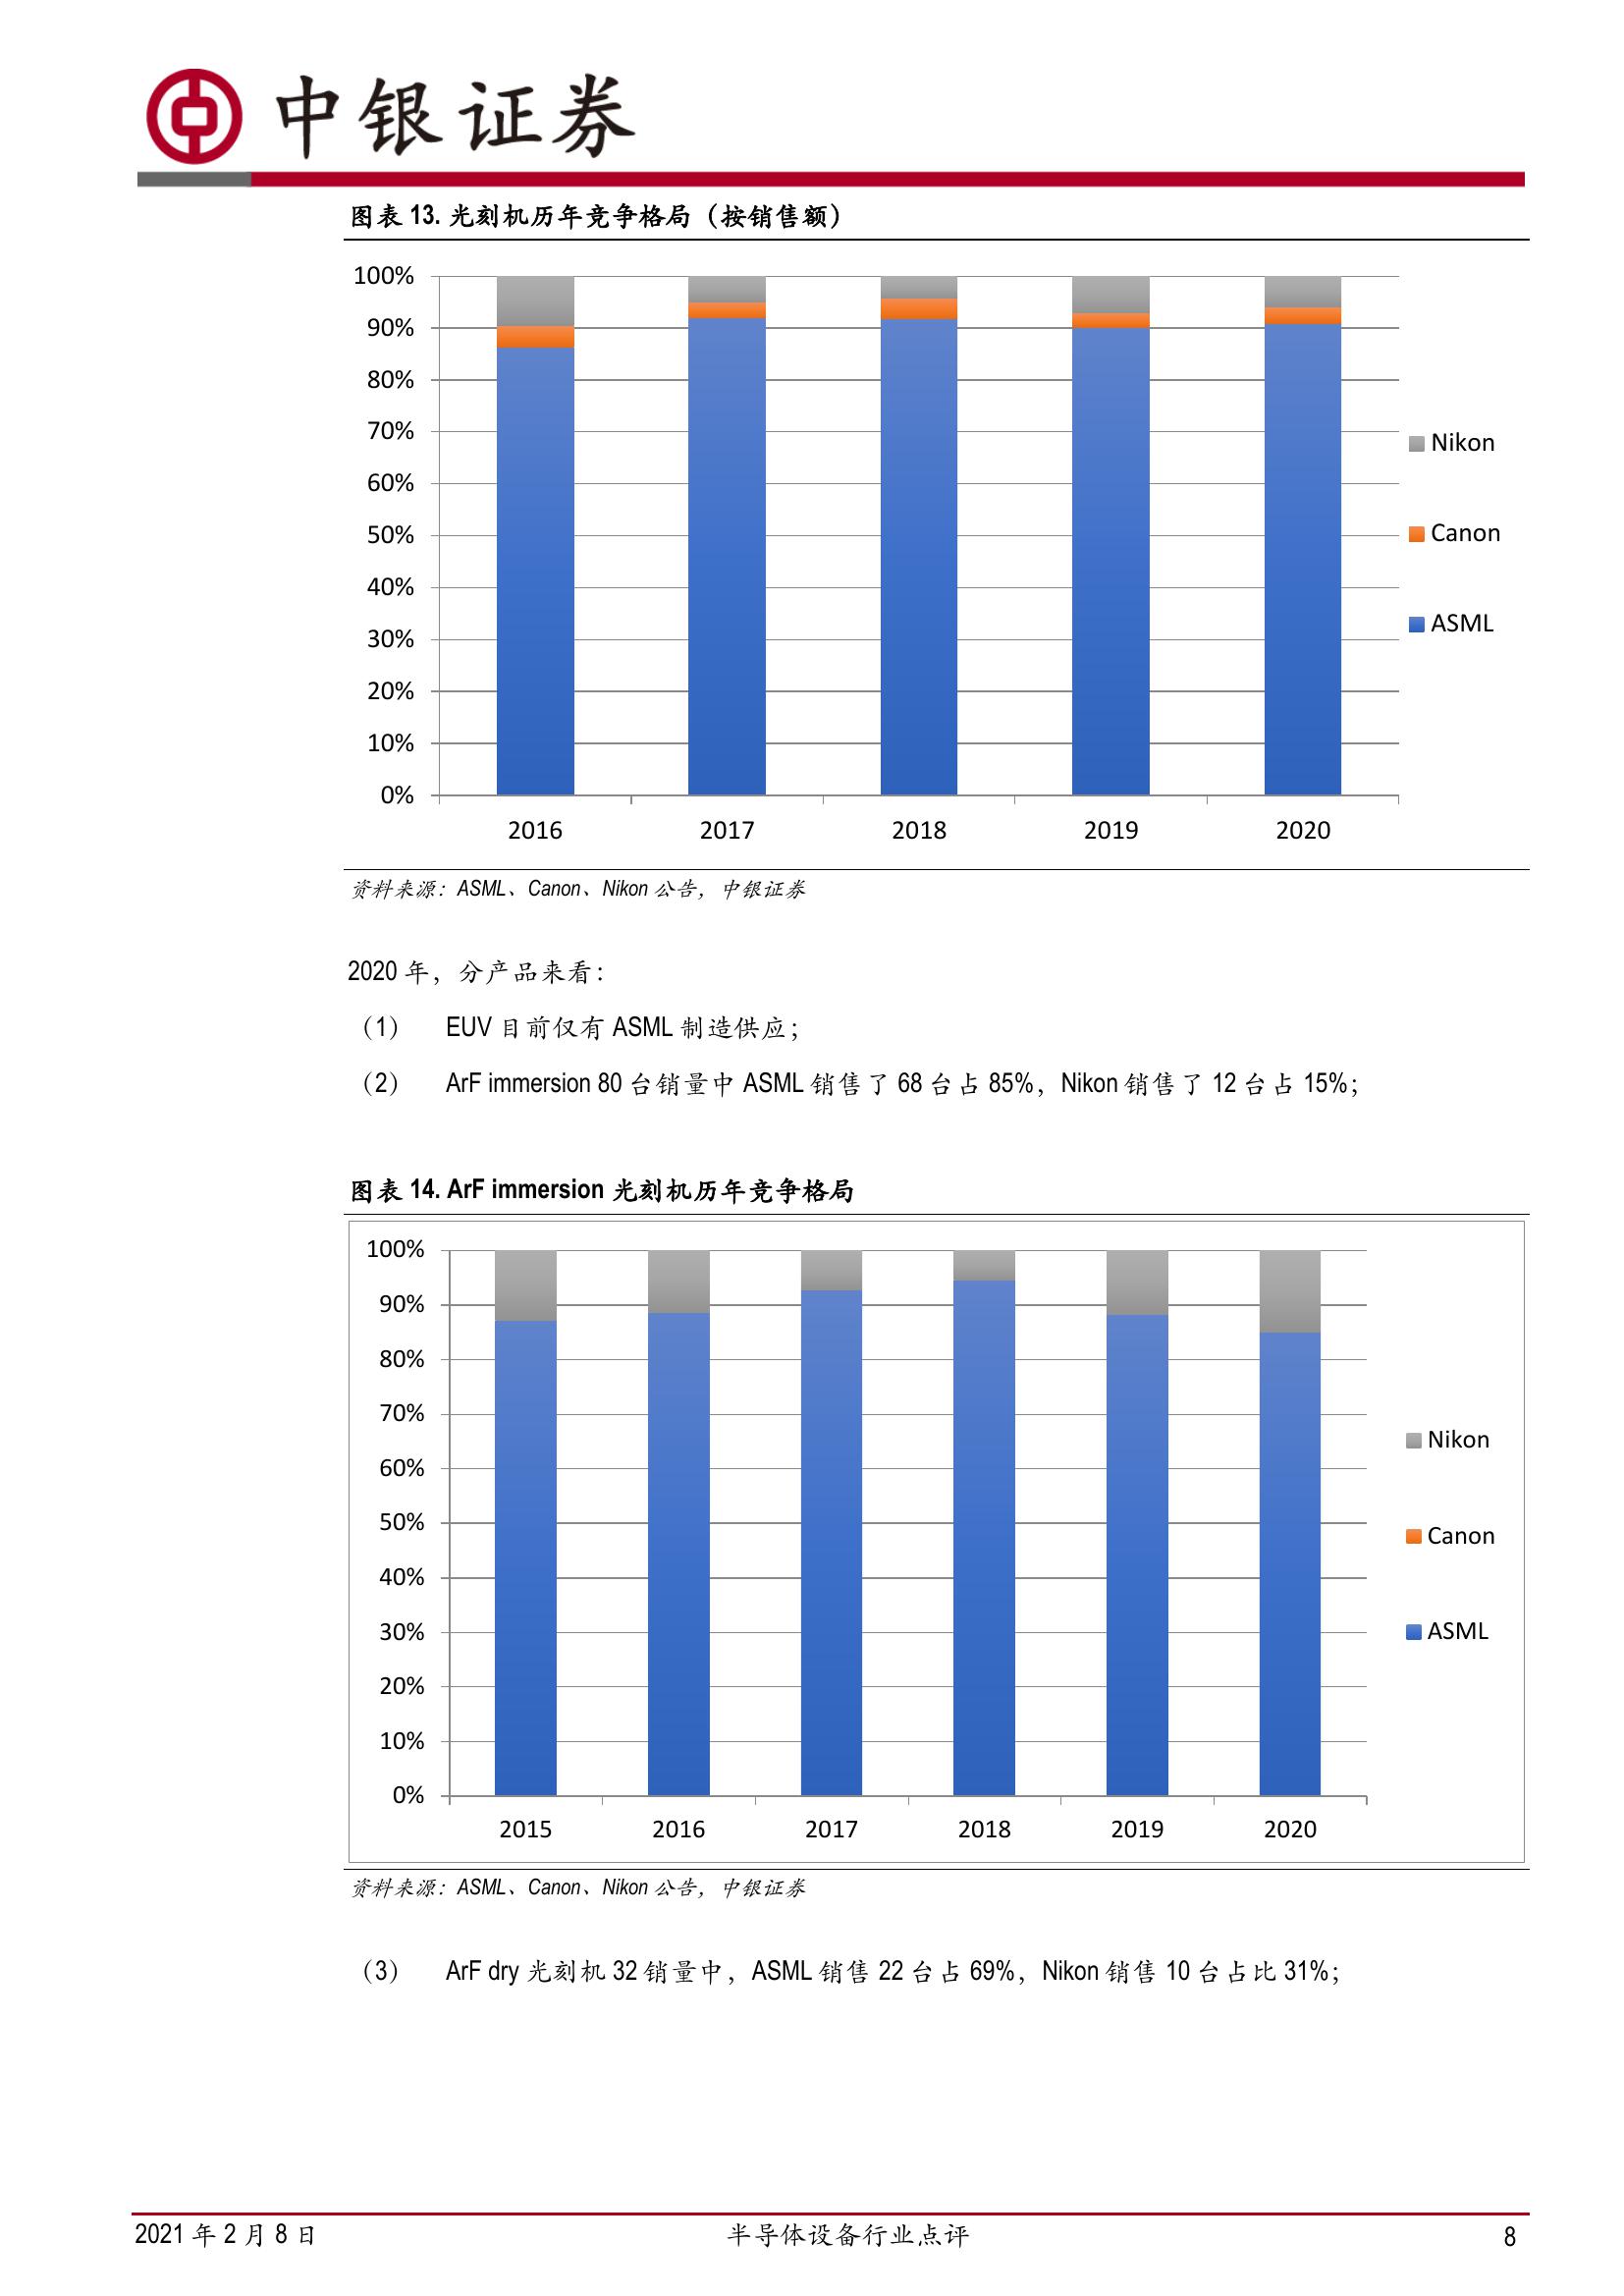 中银证券
图表 13. 光刻机历年竞争格局（按销售额）
100%
90%
80%
70%
60%
50%
40%
30%
20%
10%
0%
2016 2017 2018 2019 2020
Nikon
Canon
ASML
资料来源：ASML、Canon、Nikon 公告，中银证券
2020 年，分产品来看：
（1） EUV 目前仅有 ASML 制造供应；
（2） ArF immersion 80 台销量中 ASML 销售了 68 台占 85%，Nikon 销售了 12 台占 15%；
图表 14. ArF immersion 光刻机历年竞争格局
100%
90%
80%
70%
60%
50%
40%
30%
20%
10%
0%
2015 2016 2017 2018 2019 2020
Nikon
Canon
ASML
资料来源：ASML、Canon、Nikon 公告，中银证券
（3） ArF dry 光刻机 32 销量中，ASML 销售 22 台占 69%，Nikon 销售 10 台占比 31%；
2021 年 2 月 8 日 半导体设备行业点评 8